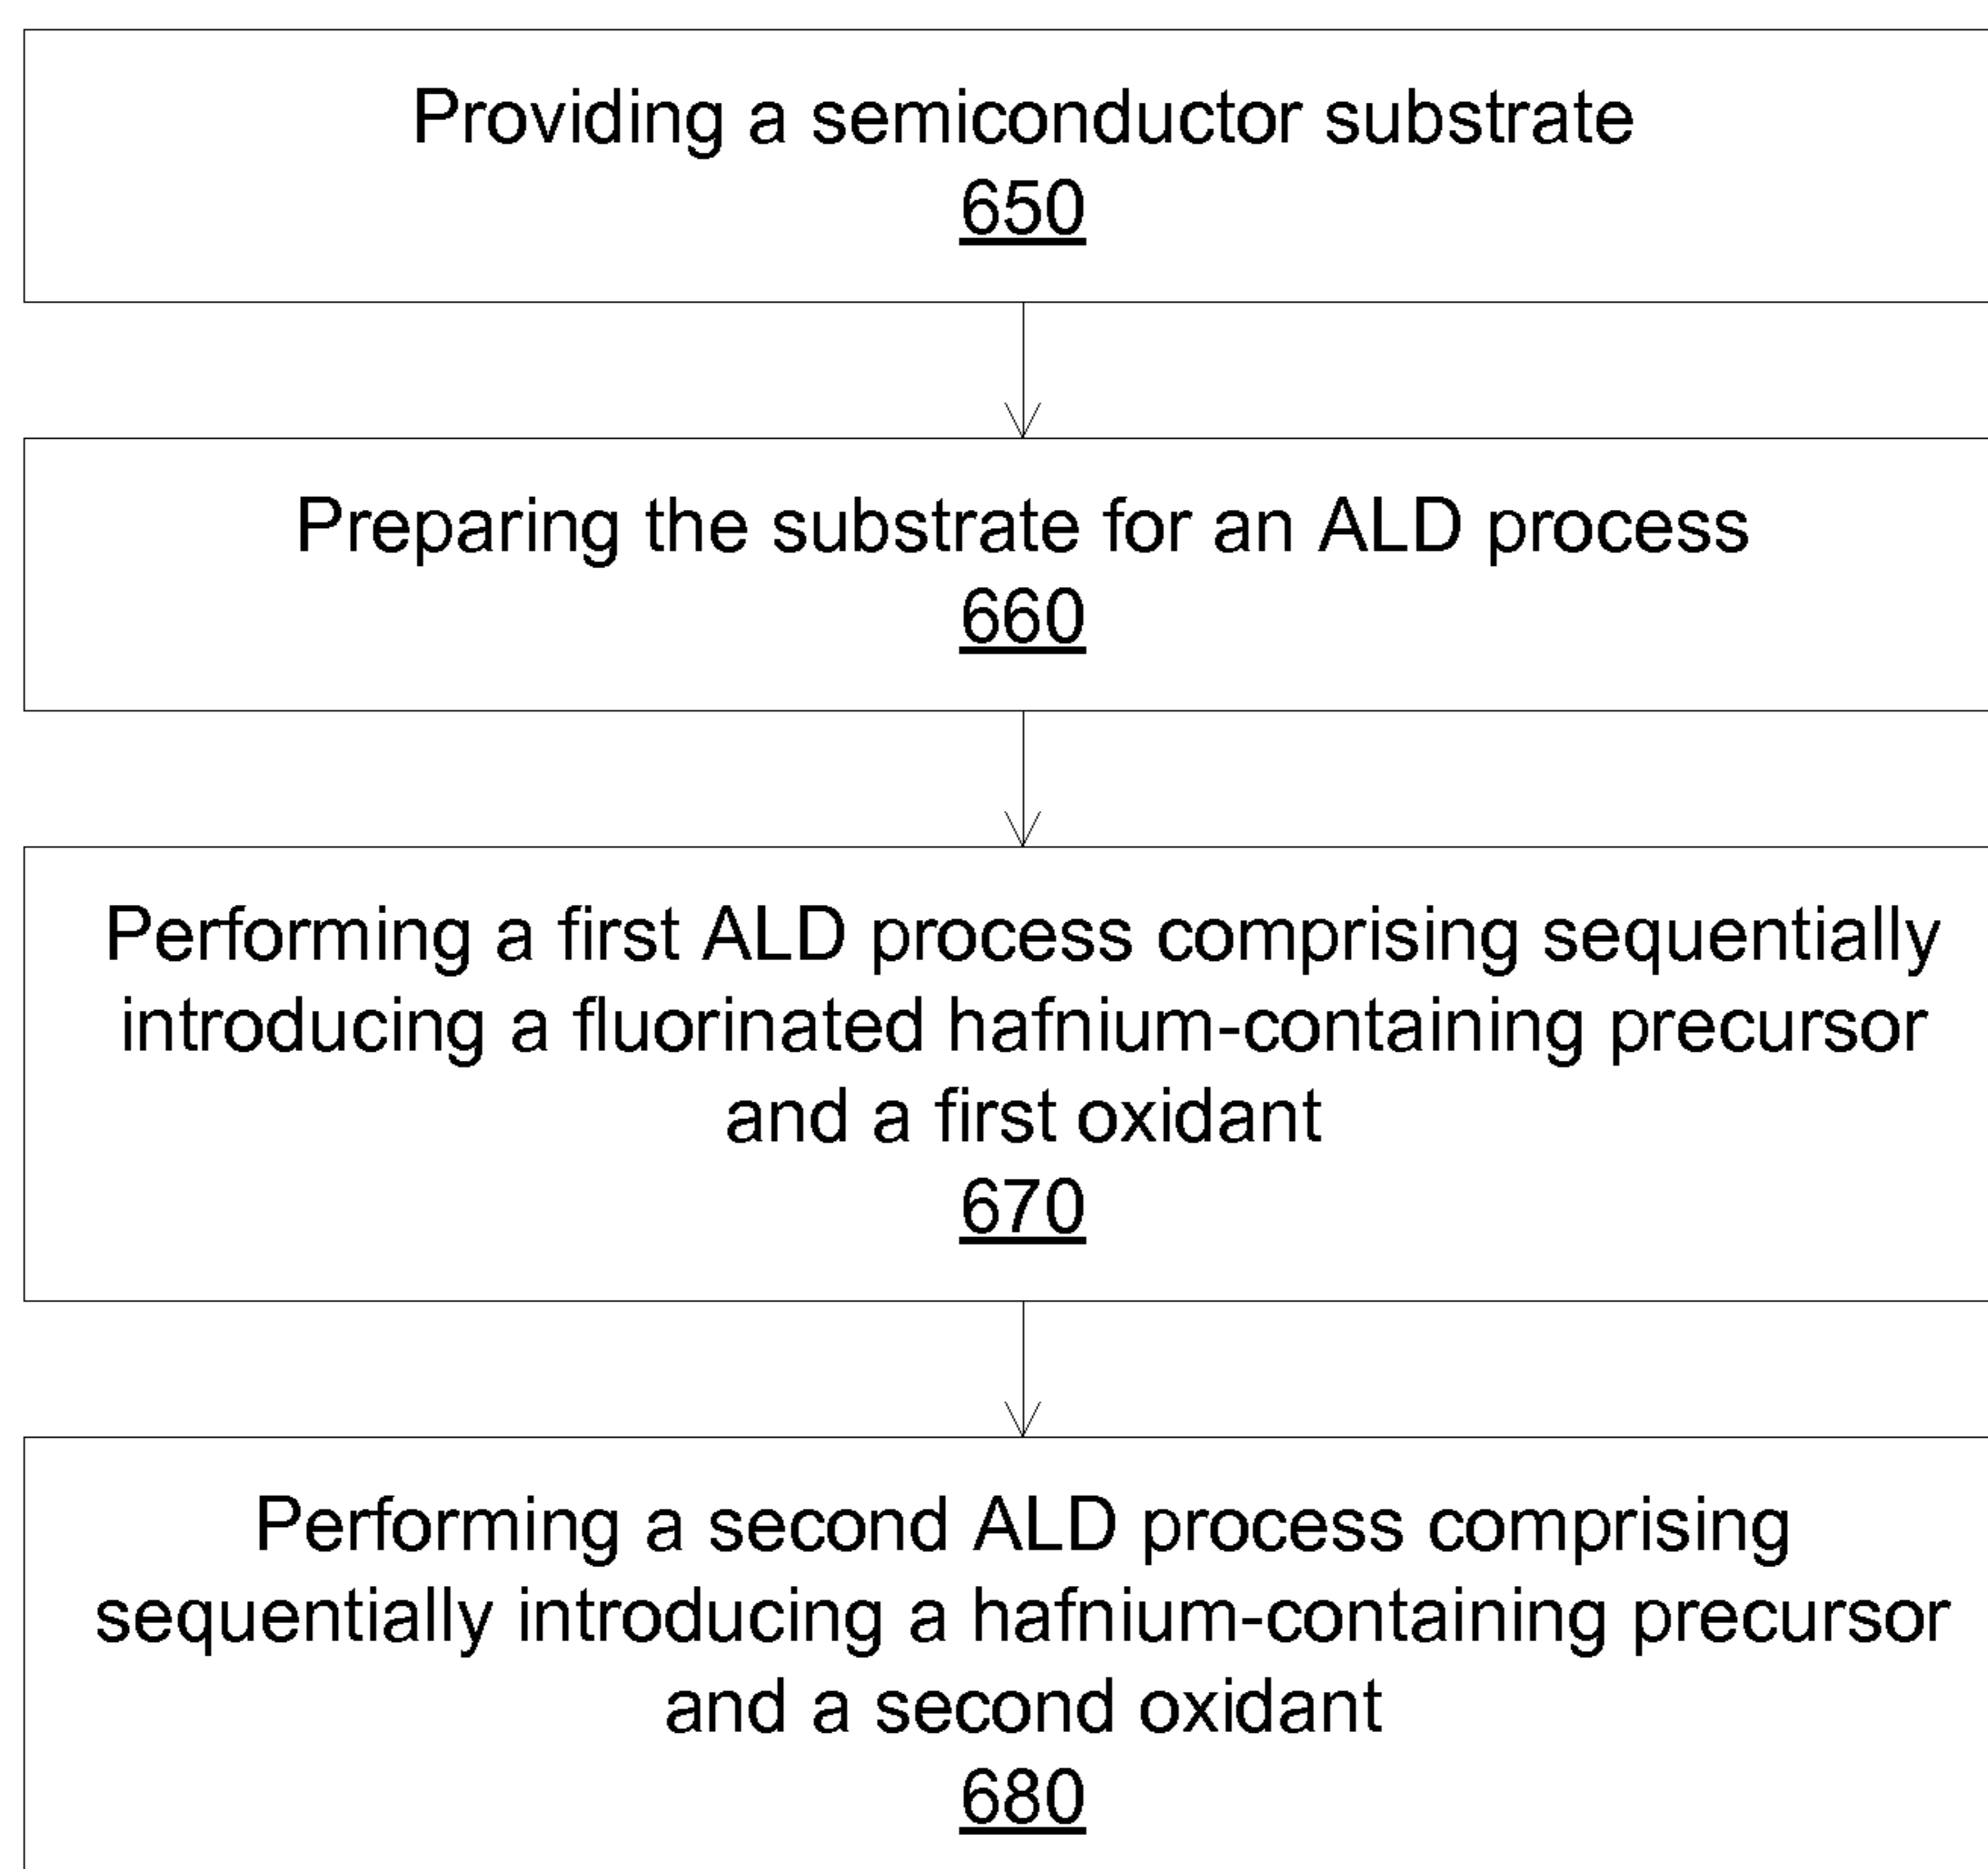 Providing a semiconductor substrate
650
Preparing the substrate for an ALD process
660
Performing a first ALD process comprising sequentially
introducing a fluorinated hafnium-containing precursor
and a first oxidant
670
Performing a second ALD process comprising
sequentially introducing a hafnium-containing precursor
and a second oxidant
680